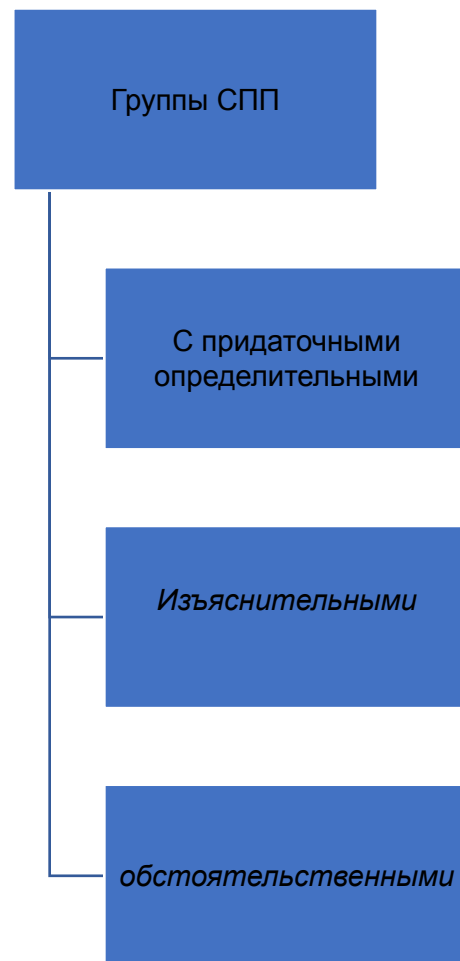 Группы СПП
С придаточными
определительными
Изъяснительными
обстоятельственными